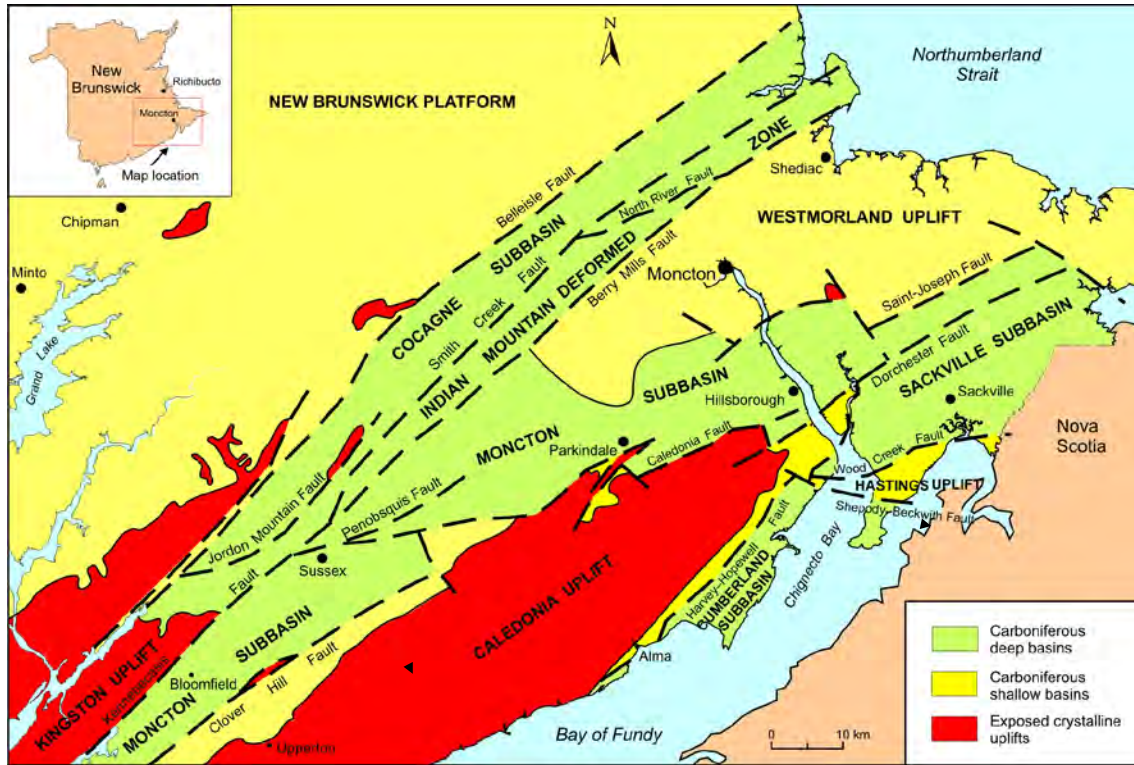 New
Brunswick
Richibucto
Moncton
Map location
N
NEW BRUNSWICK PLATFORM
Northumberland
Strait
Chipman
Minto
Grand Lake
Belleisle Fault
COCAGNE SUBBASIN
Smith Creek Fault
North River Fault
INDIAN MOUNTAIN DEFORMED ZONE
Berry Mills Fault
Shediac
WESTMORLAND UPLIFT
Moncton
Saint-Joseph Fault
Dorchester Fault
SACKVILLE SUBBASIN
Sackville
Nova
Scotia
MONCTON SUBBASIN
Hillsborough
Parkindale
Caledonia Fault
Wood Creek Fault
HASTINGS UPLIFT
Shepody-Beckwith Fault
Jordon Mountain Fault
Penobsquis Fault
Sussex
Harvey-Hopewell Fault
CUMBERLAND
SUBBASIN
Chignecto Bay
CALEDONIA UPLIFT
Alma
KINGSTON UPLIFT
Fault
Bloomfield
MONCTON SUBBASIN
Clover Hill Fault
Upperton
Bay of Fundy
0 10 km
Carboniferous
deep basins
Carboniferous
shallow basins
Exposed crystalline
uplifts